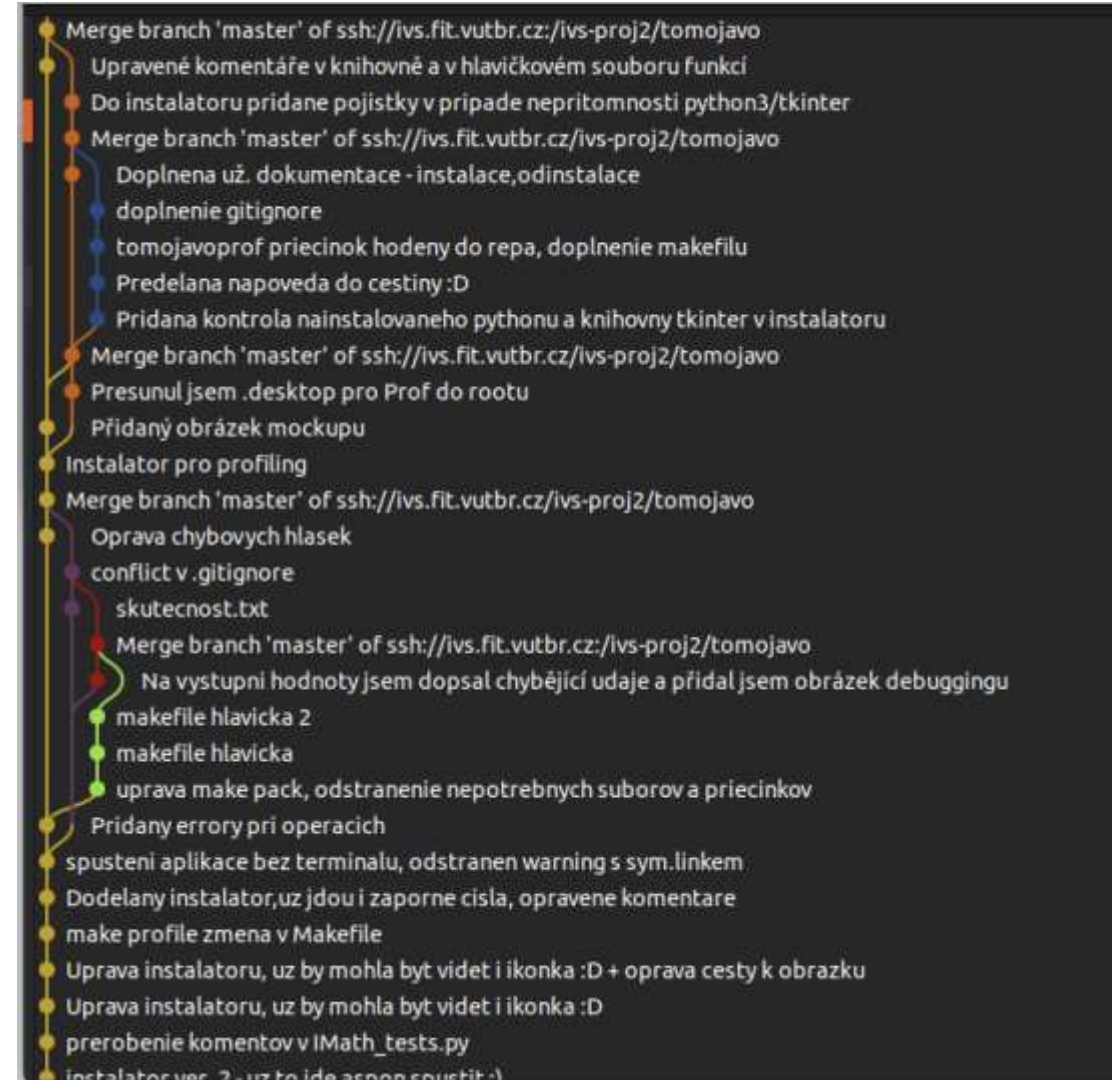 Merge branch 'master' of ssh://ivs.fit.vutbr.cz:/ivs-proj2/tomojavo
Upravené komentáře v knihovně a v hlavičkovém souboru funkcí
Do instalatoru pridane pojistky v pripade nepritomnosti python3/tkinter
Merge branch 'master' of ssh://ivs.fit.vutbr.cz/ivs-proj2/tomojavo
Doplnena už. dokumentace - instalace,odinstalace
doplnenie gitignore
tomojavoprof priecinok hodeny do repa, doplnenie makefilu
Predelana napoveda do cestiny :D
Pridana kontrola nainstalovaneho pythonu a knihovny tkinter v instalatoru
Merge branch 'master' of ssh://ivs.fit.vutbr.cz/ivs-proj2/tomojavo
Presunul jsem .desktop pro Prof do rootu
Přidaný obrázek mockupu
Instalator pro profiling
Merge branch 'master' of ssh://ivs.fit.vutbr.cz/ivs-proj2/tomojavo
Oprava chybovych hlasek
conflict v .gitignore
skutecnost.txt
Merge branch 'master' of ssh://ivs.fit.vutbr.cz:/ivs-proj2/tomojavo
Na vystupni hodnoty jsem dopsal chybějící udaje a přidal jsem obrázek debuggingu
makefile hlavicka 2
makefile hlavicka
uprava make pack, odstranenie nepotrebnych suborov a priecinkov
Pridany errory pri operacich
spusteni aplikace bez terminalu, odstranen warning s sym.linkem
Dodelany instalator,uz jdou i zaporne cisla, opravene komentare
make profile zmena v Makefile
Uprava instalatoru, uz by mohla byt videt i ikonka :D + oprava cesty k obrazku
Uprava instalatoru, uz by mohla byt videt i ikonka :D
prerobenie komentov v IMath_tests.py
instalator ver. 2 - uz to jde aspon spustit :)